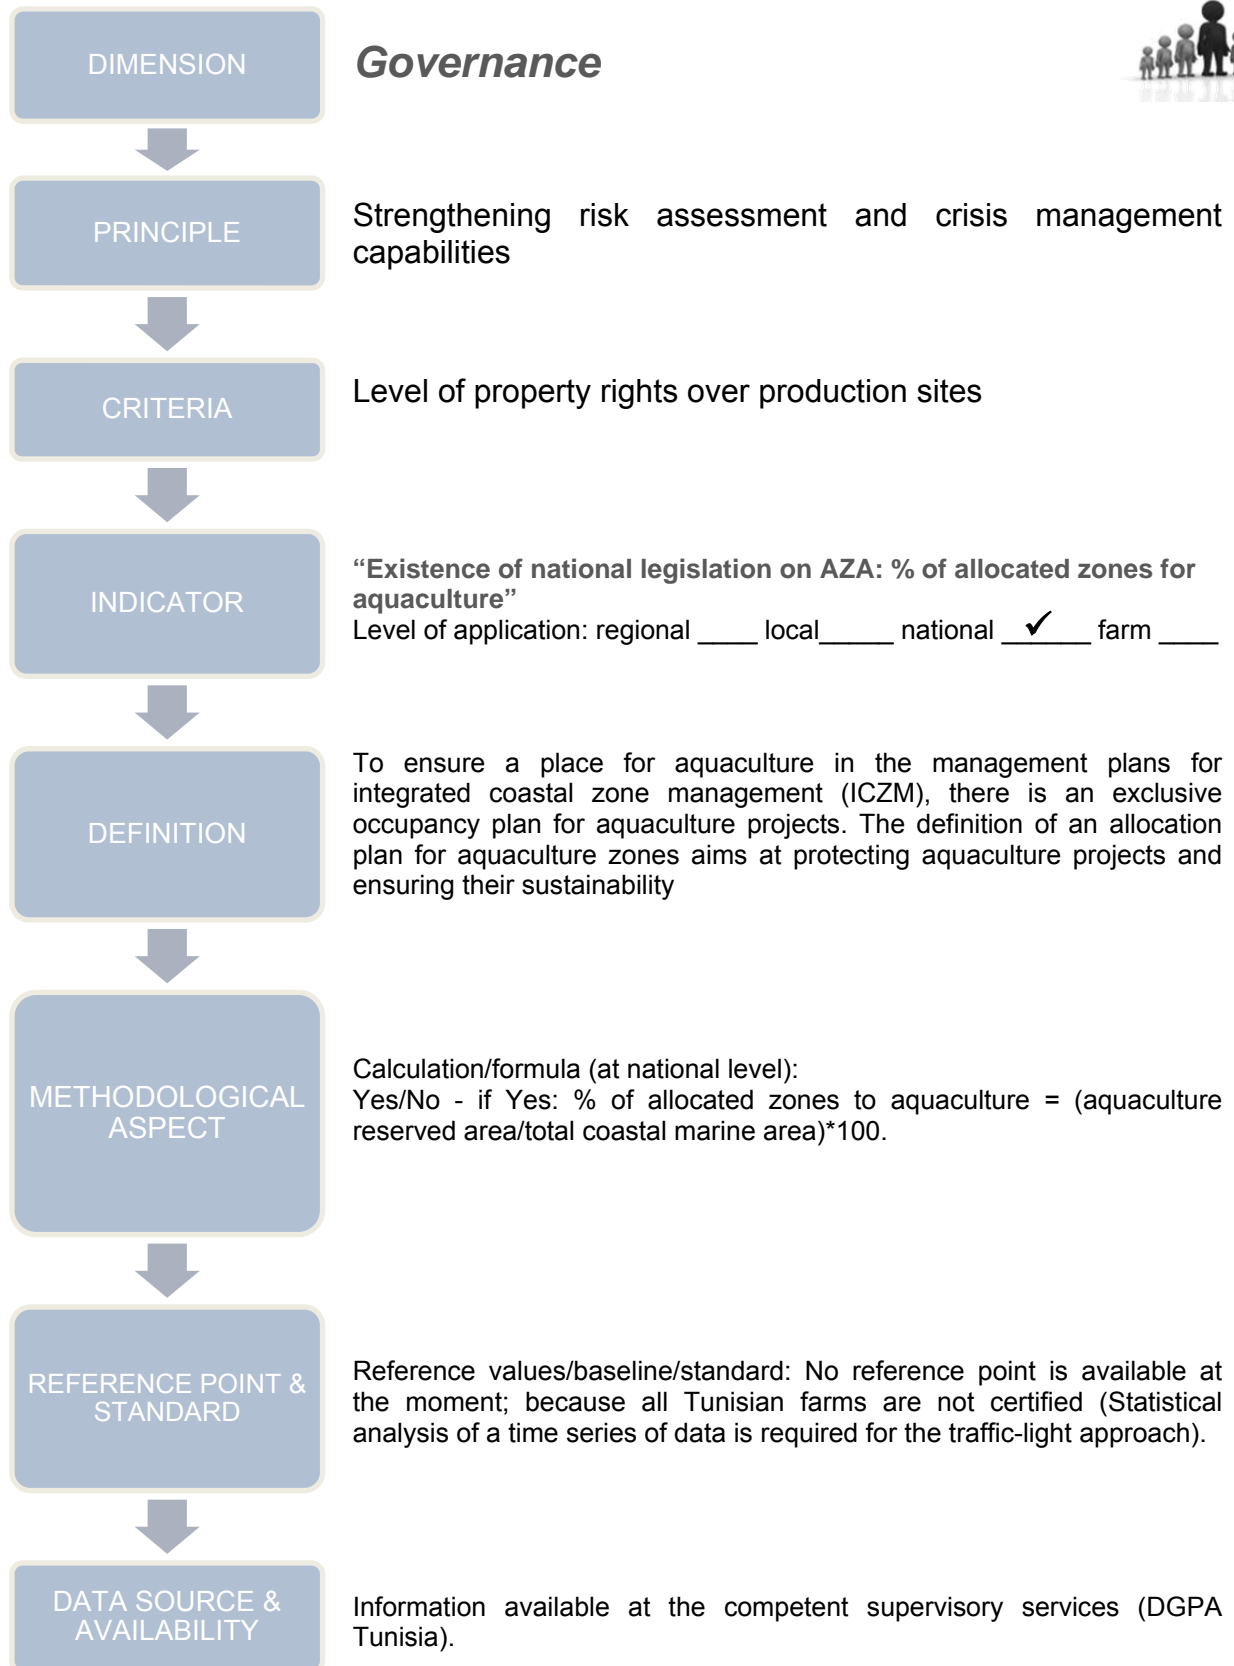 DIMENSION
Governance
PRINCIPLE
Strengthening risk assessment and crisis management
capabilities
CRITERIA
Level of property rights over production sites
INDICATOR
“Existence of national legislation on AZA: % of allocated zones for
aquaculture”
Level of application: regional ____ local_____ national __✓___ farm ____
DEFINITION
To ensure a place for aquaculture in the management plans for
integrated coastal zone management (ICZM), there is an exclusive
occupancy plan for aquaculture projects. The definition of an allocation
plan for aquaculture zones aims at protecting aquaculture projects and
ensuring their sustainability
METHODOLOGICAL
ASPECT
Calculation/formula (at national level):
Yes/No - if Yes: % of allocated zones to aquaculture = (aquaculture
reserved area/total coastal marine area)*100.
REFERENCE POINT &
STANDARD
Reference values/baseline/standard: No reference point is available at
the moment; because all Tunisian farms are not certified (Statistical
analysis of a time series of data is required for the traffic-light approach).
DATA SOURCE &
AVAILABILITY
Information available at the competent supervisory services (DGPA
Tunisia).